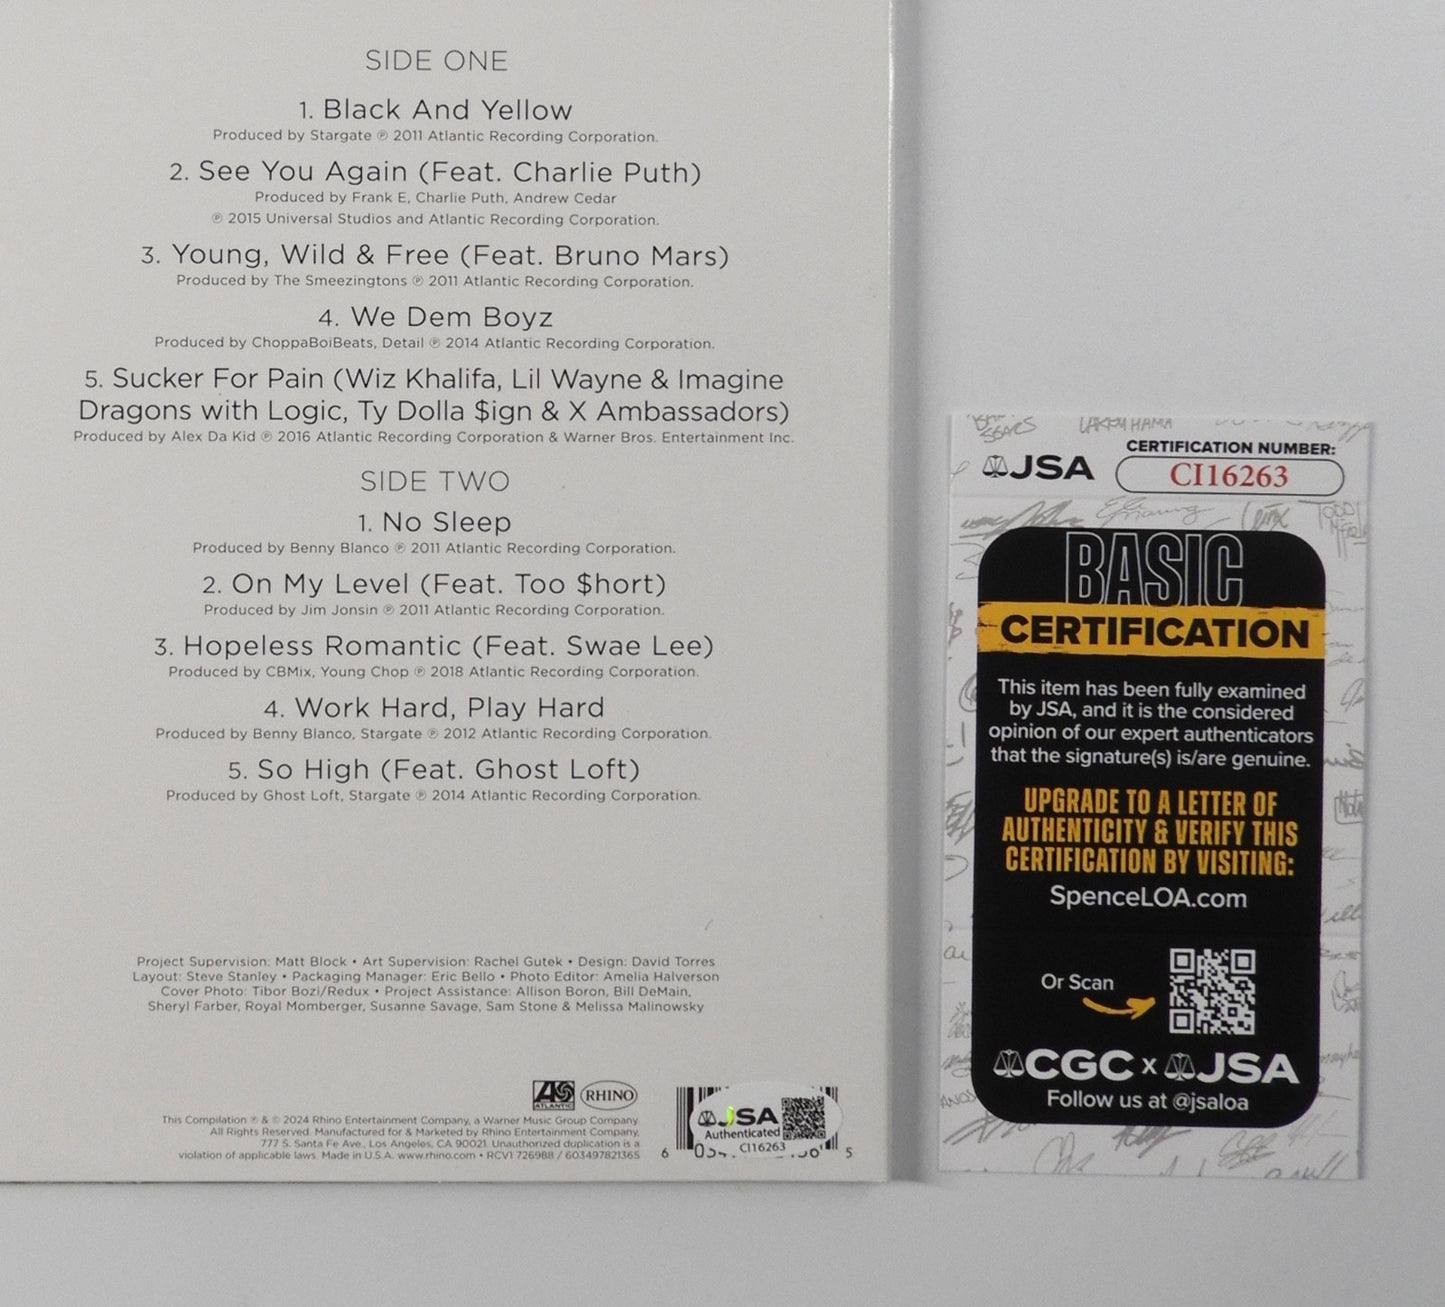 SIDE ONE
1. Black And Yellow
Produced by Stargate ℗ 2011 Atlantic Recording Corporation.
2. See You Again (Feat. Charlie Puth)
Produced by Frank E, Charlie Puth, Andrew Cedar
℗ 2015 Universal Studios and Atlantic Recording Corporation.
3. Young, Wild & Free (Feat. Bruno Mars)
Produced by The Smeezingtons ℗ 2011 Atlantic Recording Corporation.
4. We Dem Boyz
Produced by ChoppaBoiBeats, Detail ℗ 2014 Atlantic Recording Corporation.
5. Sucker For Pain (Wiz Khalifa, Lil Wayne & Imagine
Dragons with Logic, Ty Dolla $ign & X Ambassadors)
Produced by Alex Da Kid ℗ 2016 Atlantic Recording Corporation & Warner Bros. Entertainment Inc.
SIDE TWO
1. No Sleep
Produced by Benny Blanco ℗ 2011 Atlantic Recording Corporation.
2. On My Level (Feat. Too $hort)
Produced by Jim Jonsin ℗ 2011 Atlantic Recording Corporation.
3. Hopeless Romantic (Feat. Swae Lee)
Produced by CBMix, Young Chop ℗ 2018 Atlantic Recording Corporation.
4. Work Hard, Play Hard
Produced by Benny Blanco, Stargate ℗ 2012 Atlantic Recording Corporation.
5. So High (Feat. Ghost Loft)
Produced by Ghost Loft, Stargate ℗ 2014 Atlantic Recording Corporation.
Project Supervision: Matt Block • Art Supervision: Rachel Gutek • Design: David Torres
Layout: Steve Stanley • Packaging Manager: Eric Bello • Photo Editor: Amelia Halverson
Cover Photo: Tibor Bozi/Redux • Project Assistance: Allison Boron, Bill DeMain,
Sheryl Farber, Royal Momberger, Susanne Savage, Sam Stone & Melissa Malinowsky
ATLANTIC
RHINO
This Compilation ℗ & © 2024 Rhino Entertainment Company, a Warner Music Group Company.
All Rights Reserved. Manufactured for & Marketed by Rhino Entertainment Company,
777 S. Santa Fe Ave., Los Angeles, CA 90021. Unauthorized duplication is a
violation of applicable laws. Made in U.S.A. www.rhino.com • RCV1 726988 / 603497821365
JSA
Authenticated
CI16263
6
5
JSA
CERTIFICATION NUMBER:
CI16263
BASIC
CERTIFICATION
This item has been fully examined
by JSA, and it is the considered
opinion of our expert authenticators
that the signature(s) is/are genuine.
UPGRADE TO A LETTER OF
AUTHENTICITY & VERIFY THIS
CERTIFICATION BY VISITING:
SpenceLOA.com
Or Scan
CGC x JSA
Follow us at @jsaloa